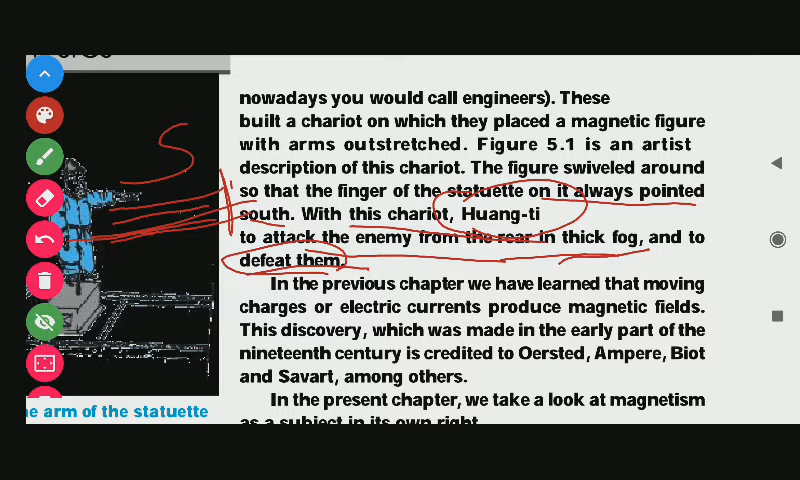 nowadays you would call engineers). These
built a chariot on which they placed a magnetic figure
with arms outstretched. Figure 5.1 is an artist
description of this chariot. The figure swiveled around
so that the finger of the statuette on it always pointed
south. With this chariot, Huang-ti
to attack the enemy from the rear in thick fog, and to
defeat them.
In the previous chapter we have learned that moving
charges or electric currents produce magnetic fields.
This discovery, which was made in the early part of the
nineteenth century is credited to Oersted, Ampere, Biot
and Savart, among others.
In the present chapter, we take a look at magnetism
as a subject in its own right.
S
arm of the statuette